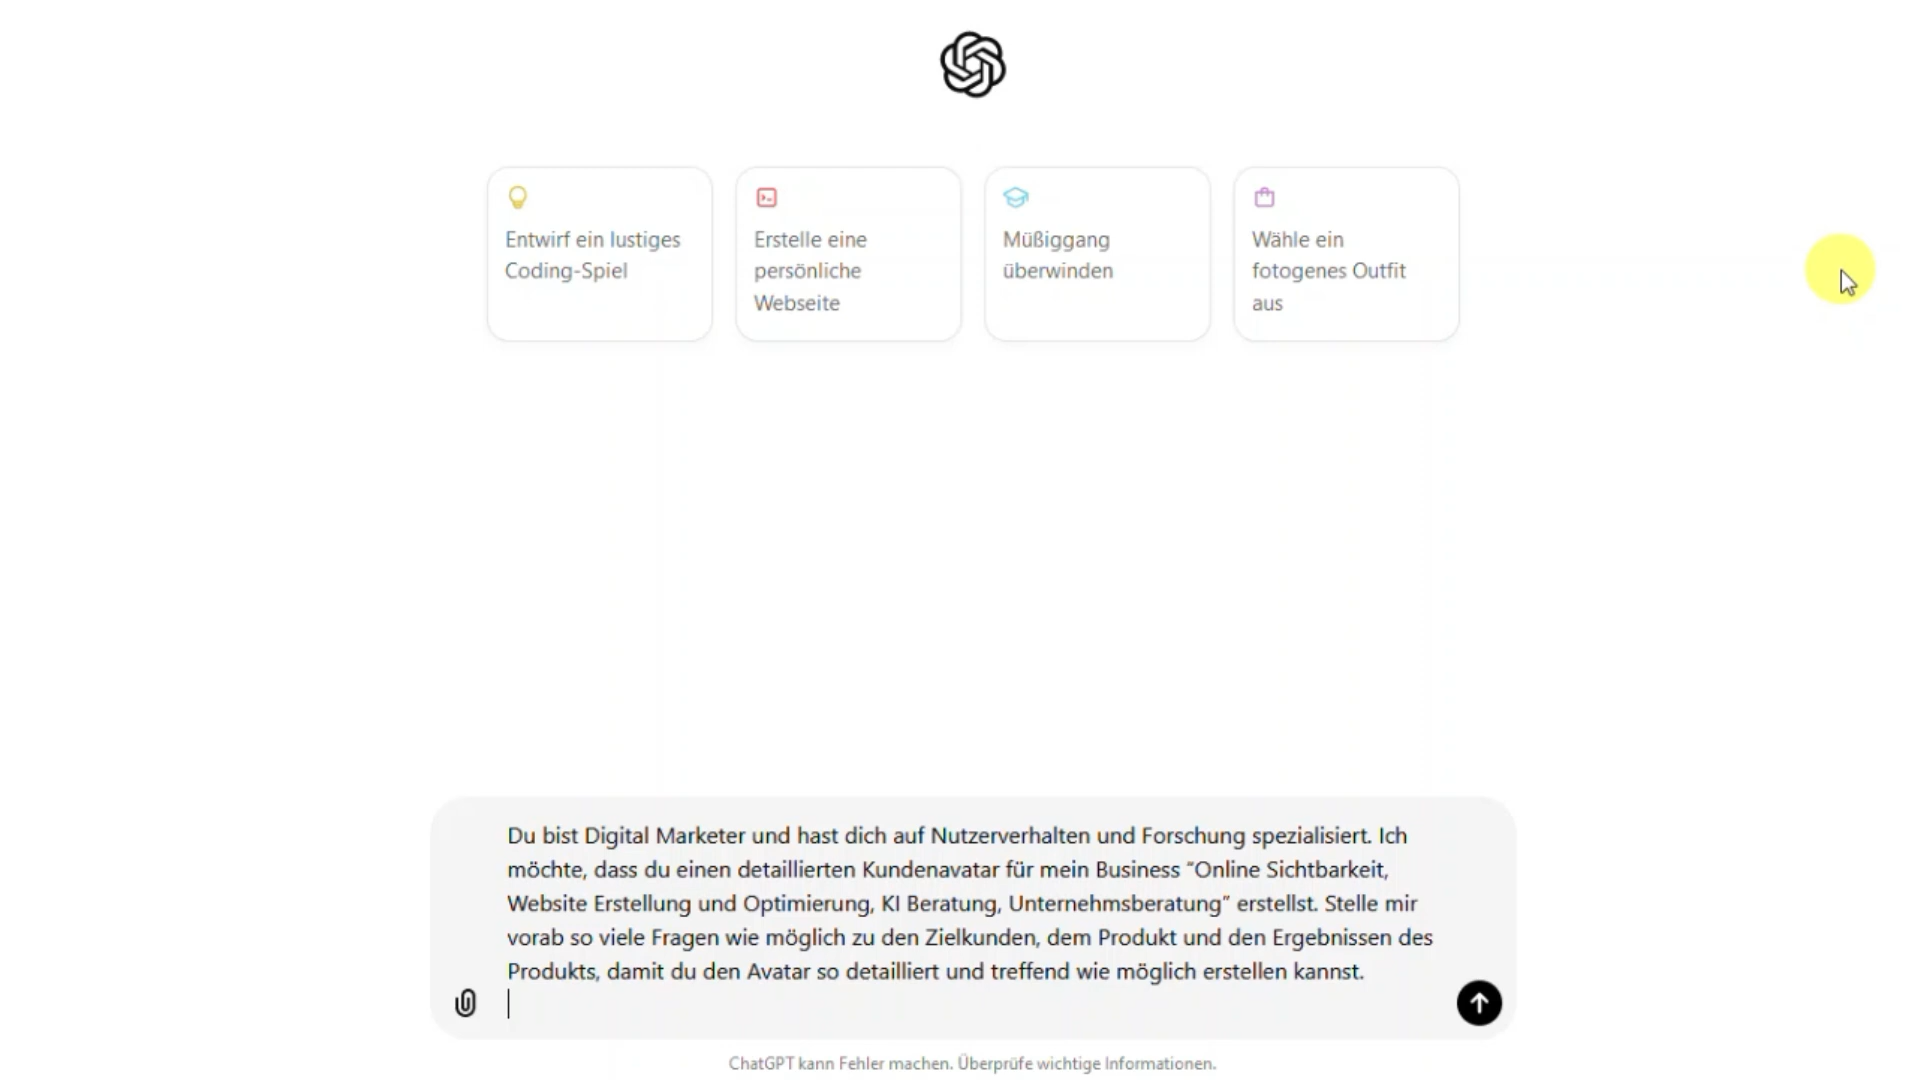 Entwirf ein lustiges
Coding-Spiel
Erstelle eine
persönliche
Webseite
Müßiggang
überwinden
Wähle ein
fotogenes Outfit
aus
Du bist Digital Marketer und hast dich auf Nutzerverhalten und Forschung spezialisiert. Ich
möchte, dass du einen detaillierten Kundenavatar für mein Business “Online Sichtbarkeit,
Website Erstellung und Optimierung, KI Beratung, Unternehmsberatung” erstellst. Stelle mir
vorab so viele Fragen wie möglich zu den Zielkunden, dem Produkt und den Ergebnissen des
Produkts, damit du den Avatar so detailliert und treffend wie möglich erstellen kannst.
ChatGPT kann Fehler machen. Überprüfe wichtige Informationen.